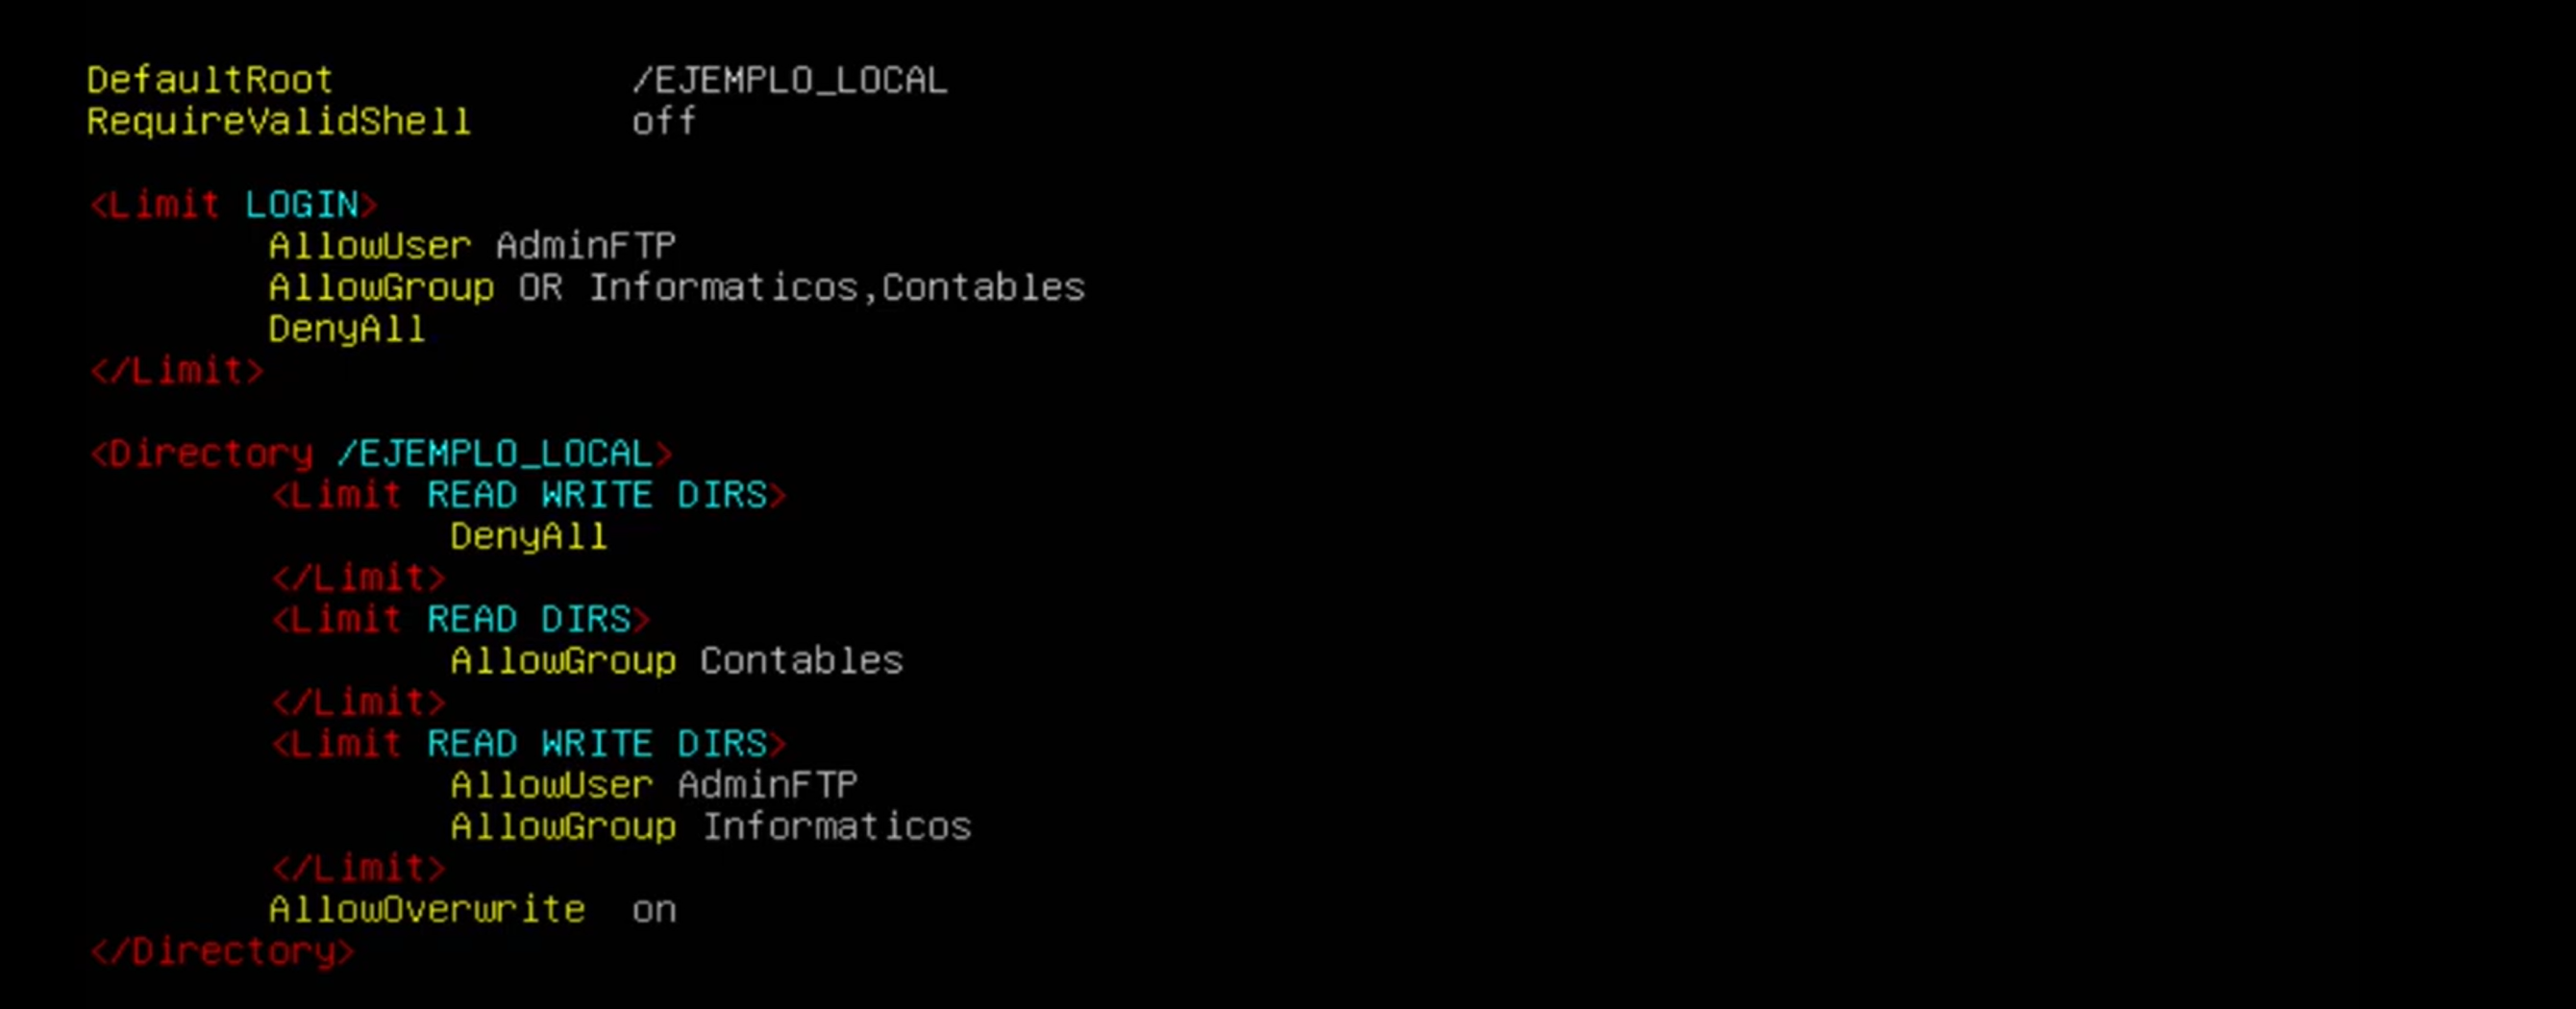 DefaultRoot /EJEMPLO_LOCAL
RequireValidShell off
<Limit LOGIN>
AllowUser AdminFTP
AllowGroup OR Informaticos,Contables
DenyAll
</Limit>
<Directory /EJEMPLO_LOCAL>
<Limit READ WRITE DIRS>
DenyAll
</Limit>
<Limit READ DIRS>
AllowGroup Contables
</Limit>
<Limit READ WRITE DIRS>
AllowUser AdminFTP
AllowGroup Informaticos
</Limit>
AllowOverwrite on
</Directory>